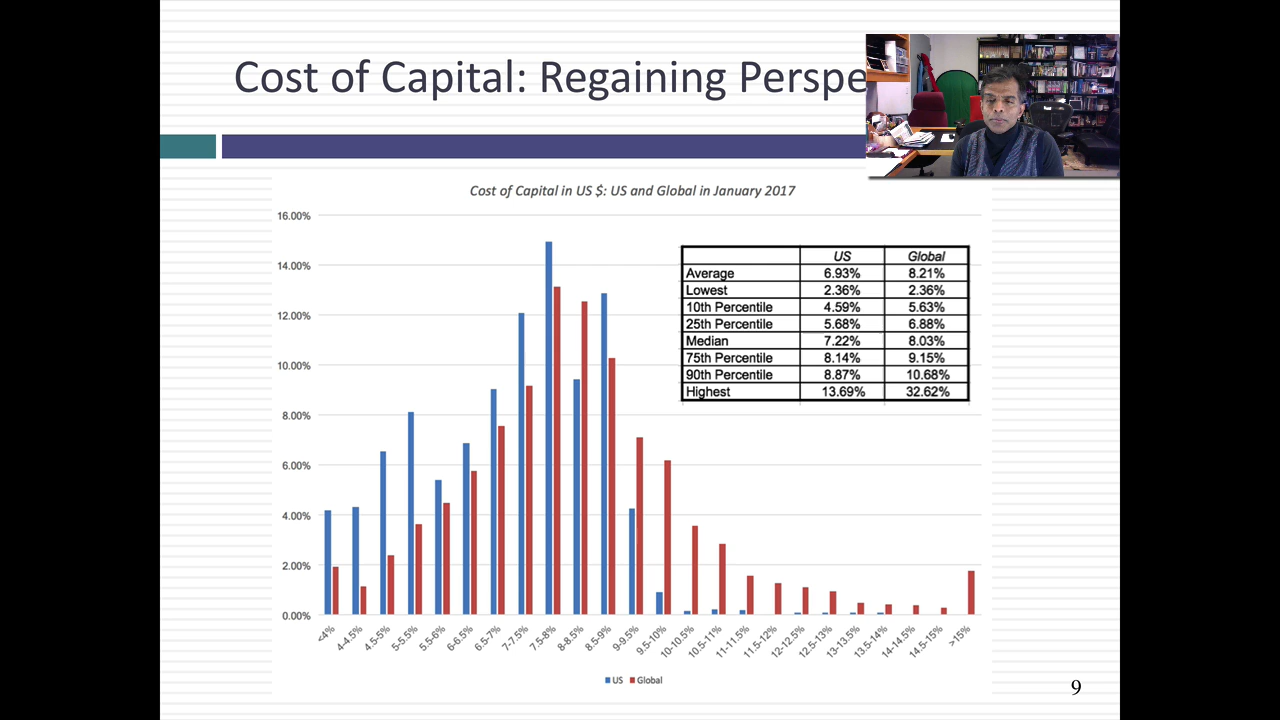 Cost of Capital: Regaining Perspe
Cost of Capital in US $: US and Global in January 2017
16.00%
14.00%
12.00%
10.00%
8.00%
6.00%
4.00%
2.00%
0.00%
US Global
Average 6.93% 8.21%
Lowest 2.36% 2.36%
10th Percentile 4.59% 5.63%
25th Percentile 5.68% 6.88%
Median 7.22% 8.03%
75th Percentile 8.14% 9.15%
90th Percentile 8.87% 10.68%
Highest 13.69% 32.62%
<4% 4-4.5% 4.5-5% 5-5.5% 5.5-6% 6-6.5% 6.5-7% 7-7.5% 7.5-8% 8-8.5% 8.5-9% 9-9.5% 9.5-10% 10-10.5% 10.5-11% 11-11.5% 11.5-12% 12-12.5% 12.5-13% 13-13.5% 13.5-14% 14-14.5% 14.5-15% >15%
US Global
9